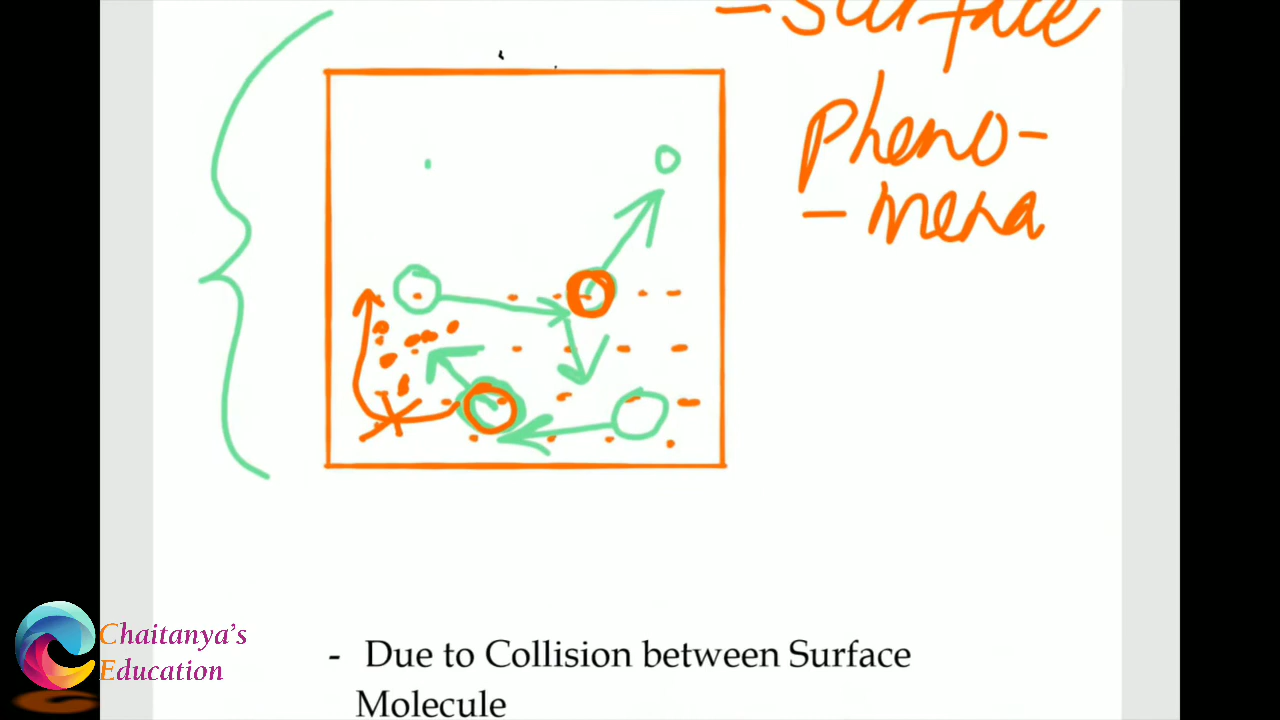 - Surface
pheno-
- mena
- Due to Collision between Surface
Molecule
Chaitanya's
Education